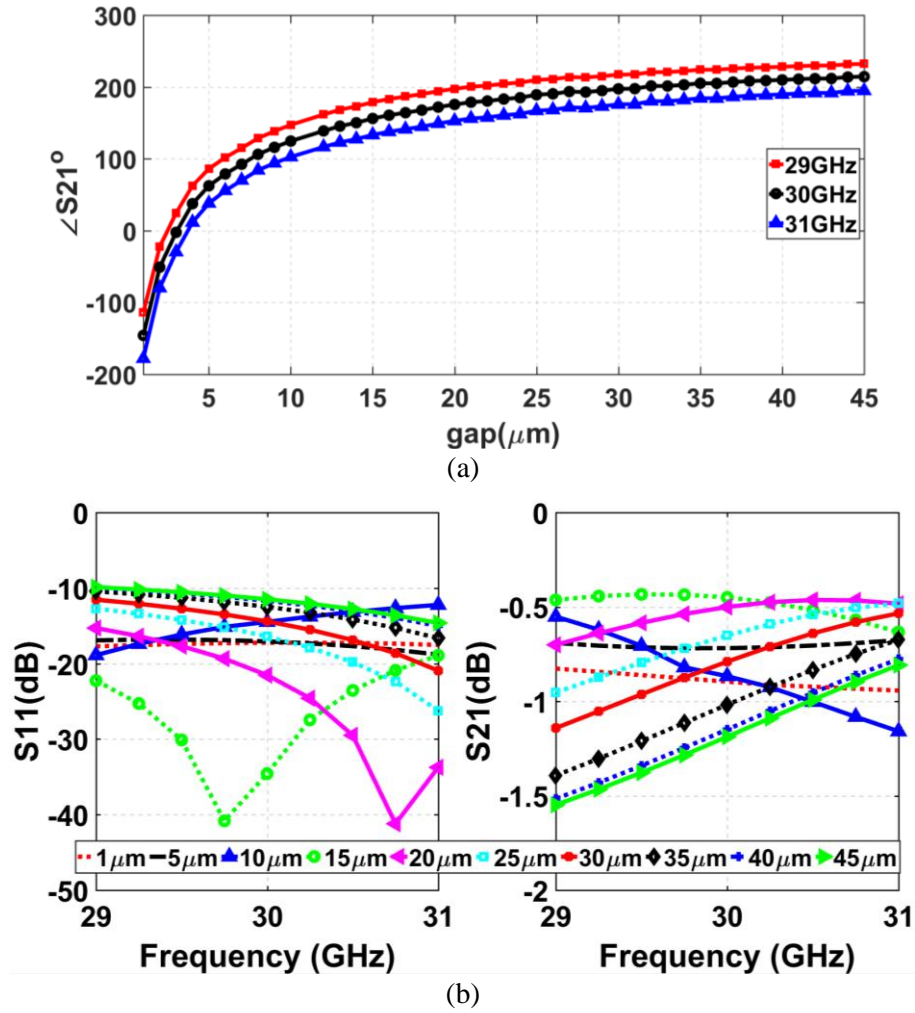 300
200
100
0
-100
-200
∠S21°
5 10 15 20 25 30 35 40 45
gap(μm)
29GHz
30GHz
31GHz
(a)
0
-10
-20
-30
-40
-50
S11(dB)
29 30 31
Frequency (GHz)
0
-0.5
-1
-1.5
-2
S21(dB)
29 30 31
Frequency (GHz)
1μm 5μm 10μm 15μm 20μm 25μm 30μm 35μm 40μm 45μm
(b)